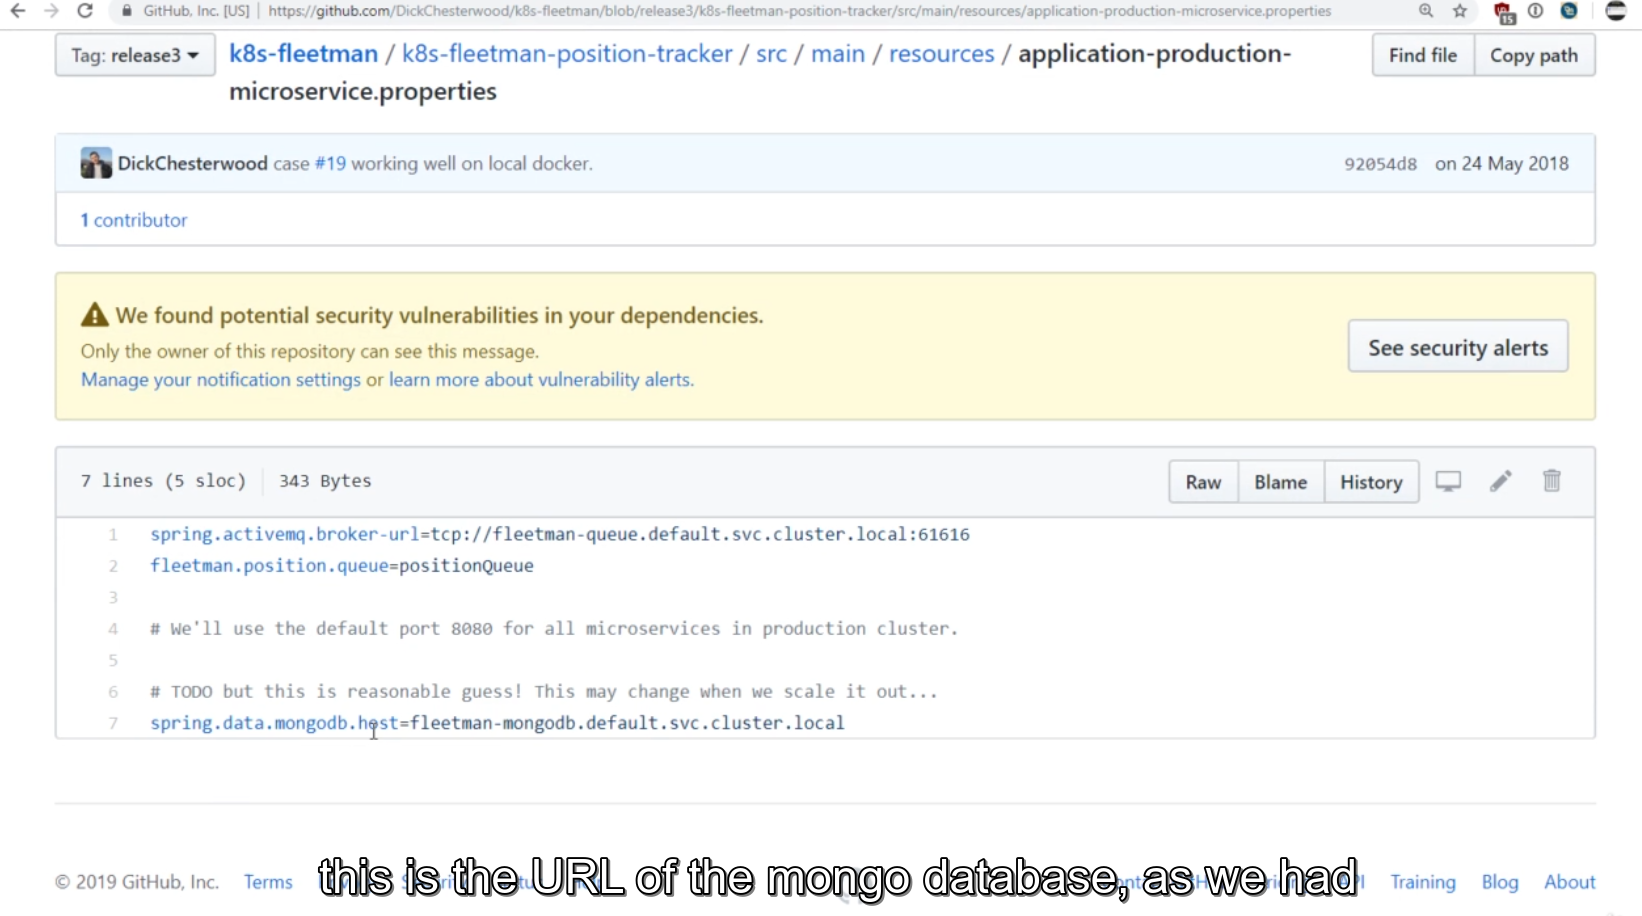 GitHub, Inc. [US] | https://github.com/DickChesterwood/k8s-fleetman/blob/release3/k8s-fleetman-position-tracker/src/main/resources/application-production-microservice.properties
15
Tag: release3
k8s-fleetman / k8s-fleetman-position-tracker / src / main / resources / application-production-
microservice.properties
Find file
Copy path
DickChesterwood case #19 working well on local docker.
92054d8 on 24 May 2018
1 contributor
We found potential security vulnerabilities in your dependencies.
Only the owner of this repository can see this message.
Manage your notification settings or learn more about vulnerability alerts.
See security alerts
7 lines (5 sloc) 343 Bytes
Raw
Blame
History
1 spring.activemq.broker-url=tcp://fleetman-queue.default.svc.cluster.local:61616
2 fleetman.position.queue=positionQueue
3
4 # We'll use the default port 8080 for all microservices in production cluster.
5
6 # TODO but this is reasonable guess! This may change when we scale it out...
7 spring.data.mongodb.host=fleetman-mongodb.default.svc.cluster.local
© 2019 GitHub, Inc. Terms
Training Blog About
this is the URL of the mongo database, as we had